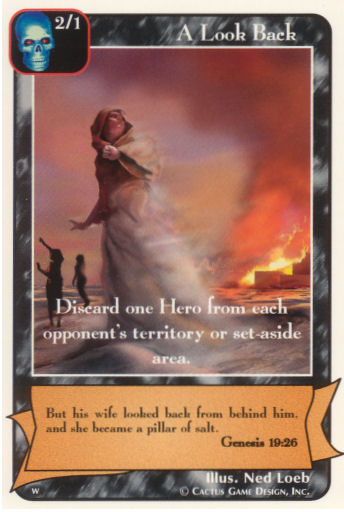 2/1
A Look Back
Discard one Hero from each
opponent's territory or set-aside
area.
But his wife looked back from behind him,
and she became a pillar of salt.
Genesis 19:26
Illus. Ned Loeb
W
© Cactus Game Design, Inc.